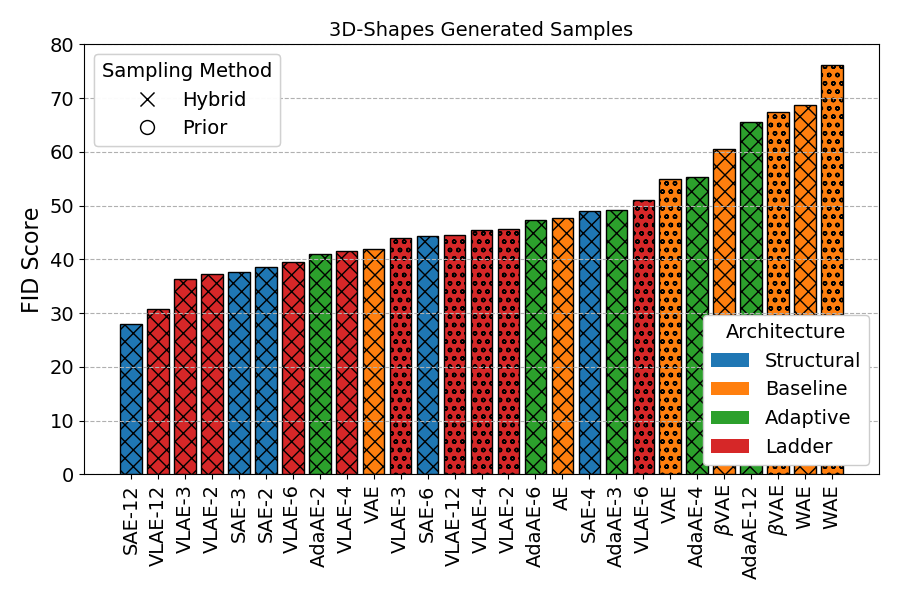 3D-Shapes Generated Samples
FID Score
80
70
60
50
40
30
20
10
0
Sampling Method
Hybrid
Prior
Architecture
Structural
Baseline
Adaptive
Ladder
SAE-12
VLAE-12
VLAE-3
VLAE-2
SAE-3
SAE-2
VLAE-6
AdaAE-2
VLAE-4
VAE
VLAE-3
SAE-6
VLAE-12
VLAE-4
VLAE-2
AdaAE-6
AE
SAE-4
AdaAE-3
VLAE-6
VAE
AdaAE-4
βVAE
AdaAE-12
βVAE
WAE
WAE